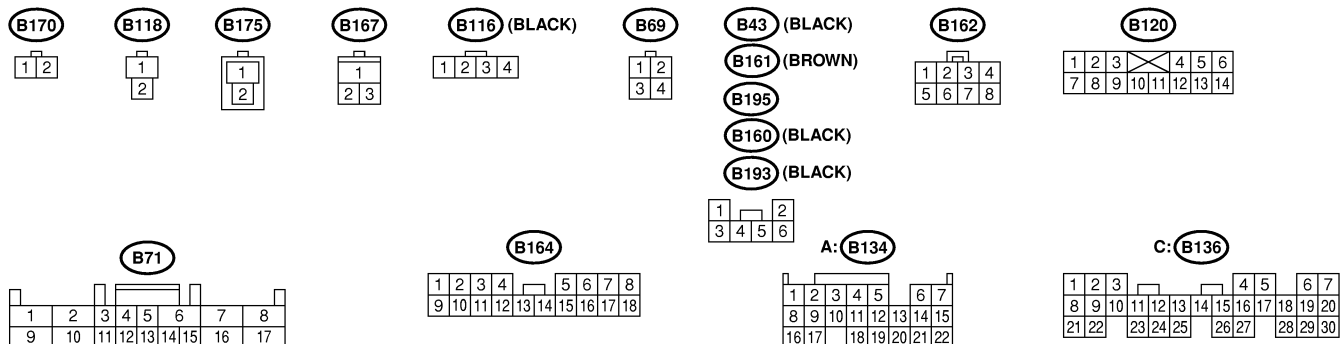 B170 B118 B175 B167 B116 (BLACK) B69 B43 (BLACK) B162 B120
B161 (BROWN)
B195
B160 (BLACK)
B193 (BLACK)
1 2
1
2
1
2
1
2 3
1 2 3 4
1 2
3 4
1 2
3 4 5 6
1 2 3 4
5 6 7 8
1 2 3 4 5 6
7 8 9 10 11 12 13 14
B71 B164 A: B134 C: B136
1 2 3 4 5 6 7 8
9 10 11 12 13 14 15 16 17
1 2 3 4 5 6 7 8
9 10 11 12 13 14 15 16 17 18
1 2 3 4 5 6 7
8 9 10 11 12 13 14 15
16 17 18 19 20 21 22
1 2 3 4 5 6 7
8 9 10 11 12 13 14 15 16 17 18 19 20
21 22 23 24 25 26 27 28 29 30